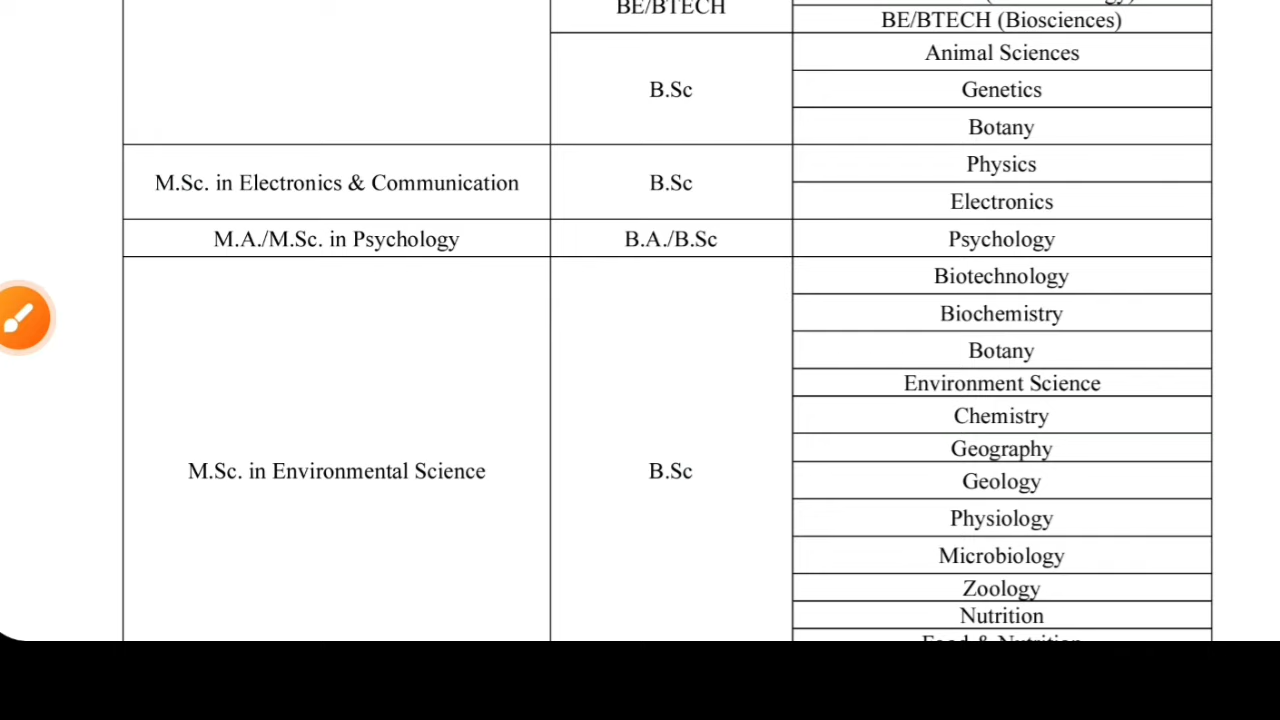 BE/BTECH
BE/BTECH (Biosciences)
B.Sc
Animal Sciences
Genetics
Botany
M.Sc. in Electronics & Communication
B.Sc
Physics
Electronics
M.A./M.Sc. in Psychology
B.A./B.Sc
Psychology
M.Sc. in Environmental Science
B.Sc
Biotechnology
Biochemistry
Botany
Environment Science
Chemistry
Geography
Geology
Physiology
Microbiology
Zoology
Nutrition
Food & Nutrition